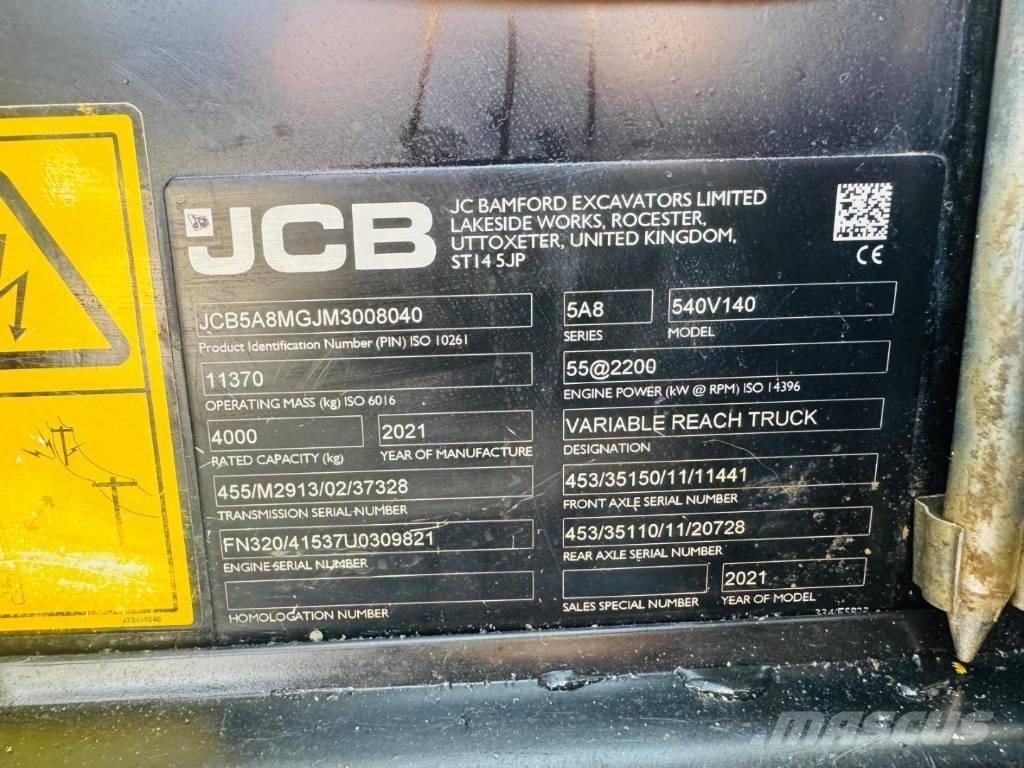 JCB
JC BAMFORD EXCAVATORS LIMITED
LAKESIDE WORKS, ROCESTER,
UTTOXETER, UNITED KINGDOM,
ST14 5JP
CE
JCB5A8MGJM3008040
Product Identification Number (PIN) ISO 10261
5A8
SERIES
540V140
MODEL
11370
OPERATING MASS (kg) ISO 6016
55@2200
ENGINE POWER (kW @ RPM) ISO 14396
4000
RATED CAPACITY (kg)
2021
YEAR OF MANUFACTURE
VARIABLE REACH TRUCK
DESIGNATION
455/M2913/02/37328
TRANSMISSION SERIAL NUMBER
453/35150/11/11441
FRONT AXLE SERIAL NUMBER
FN320/41537U0309821
ENGINE SERIAL NUMBER
453/35110/11/20728
REAR AXLE SERIAL NUMBER
HOMOLOGATION NUMBER
SALES SPECIAL NUMBER
2021
YEAR OF MODEL
mascus